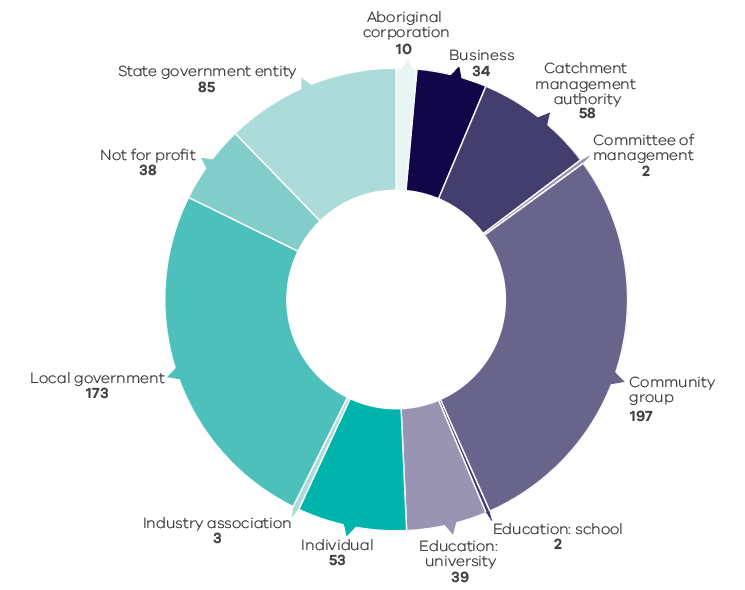 Aboriginal
corporation
10
Business
34
Catchment
management
authority
58
Committee of
management
2
Community
group
197
Education: school
2
Education:
university
39
Individual
53
Industry association
3
Local government
173
Not for profit
38
State government entity
85